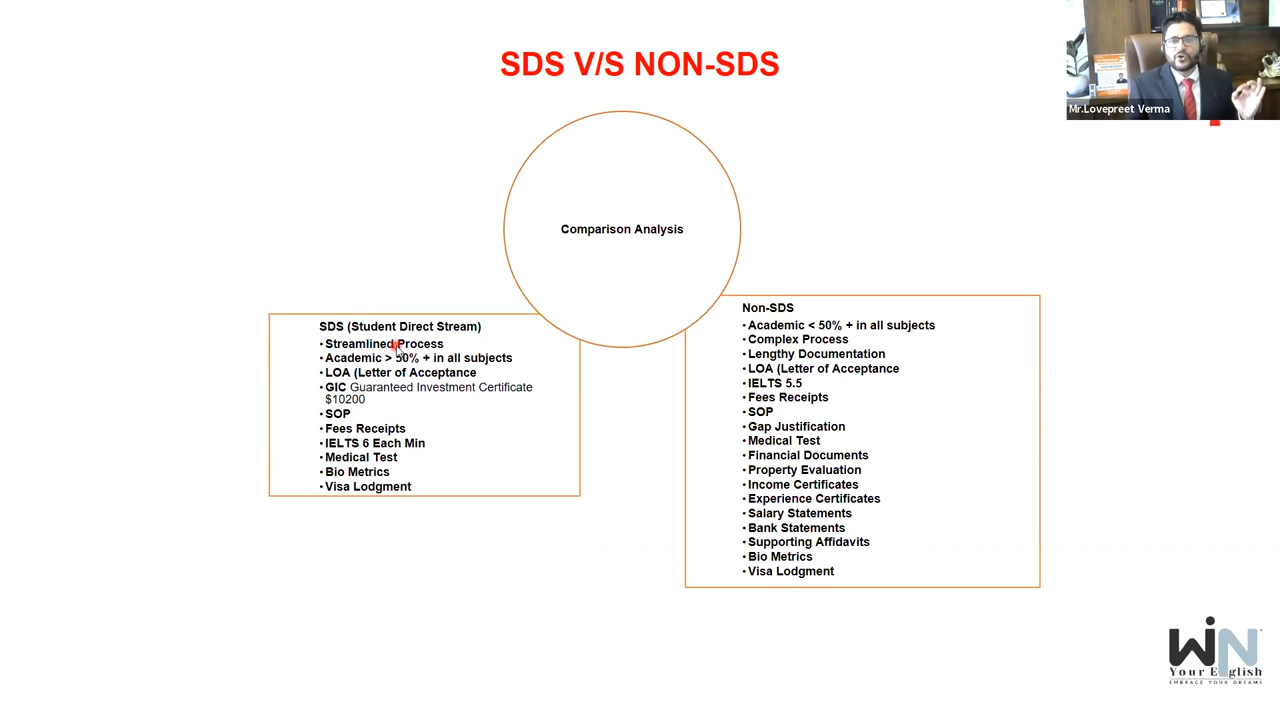 SDS V/S NON-SDS
Mr.Lovepreet Verma
Comparison Analysis
SDS (Student Direct Stream)
•Streamlined Process
•Academic > 50% + in all subjects
•LOA (Letter of Acceptance
•GIC Guaranteed Investment Certificate
$10200
•SOP
•Fees Receipts
•IELTS 6 Each Min
•Medical Test
•Bio Metrics
•Visa Lodgment
Non-SDS
•Academic < 50% + in all subjects
•Complex Process
•Lengthy Documentation
•LOA (Letter of Acceptance
•IELTS 5.5
•Fees Receipts
•SOP
•Gap Justification
•Medical Test
•Financial Documents
•Property Evaluation
•Income Certificates
•Experience Certificates
•Salary Statements
•Bank Statements
•Supporting Affidavits
•Bio Metrics
•Visa Lodgment
WiN
Your English
EMBRACE YOUR DREAMS